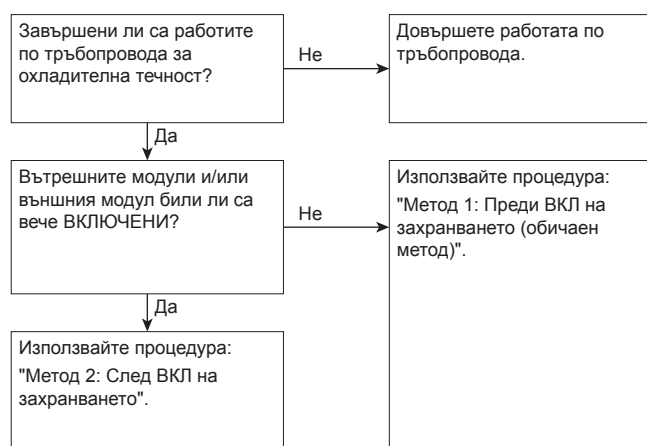 Завършени ли са работите
по тръбопровода за
охладителна течност?
Не
Довършете работата по
тръбопровода.
Да
Вътрешните модули и/или
външния модул били ли са
вече ВКЛЮЧЕНИ?
Не
Използвайте процедура:
"Метод 1: Преди ВКЛ на
захранването (обичаен
метод)".
Да
Използвайте процедура:
"Метод 2: След ВКЛ на
захранването".